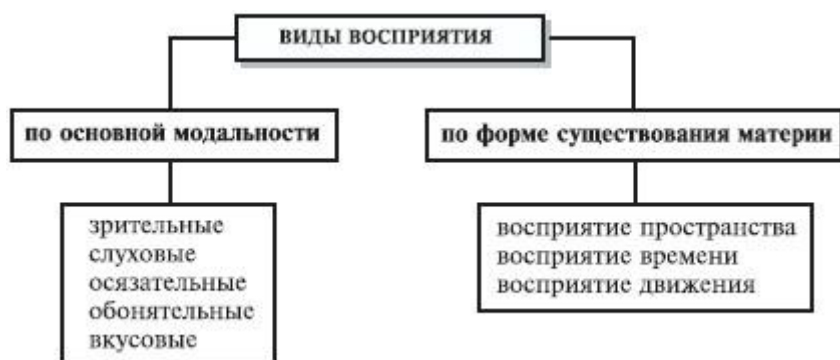 ВИДЫ ВОСПРИЯТИЯ
по основной модальности
зрительные
слуховые
осязательные
обонятельные
вкусовые
по форме существования материи
восприятие пространства
восприятие времени
восприятие движения